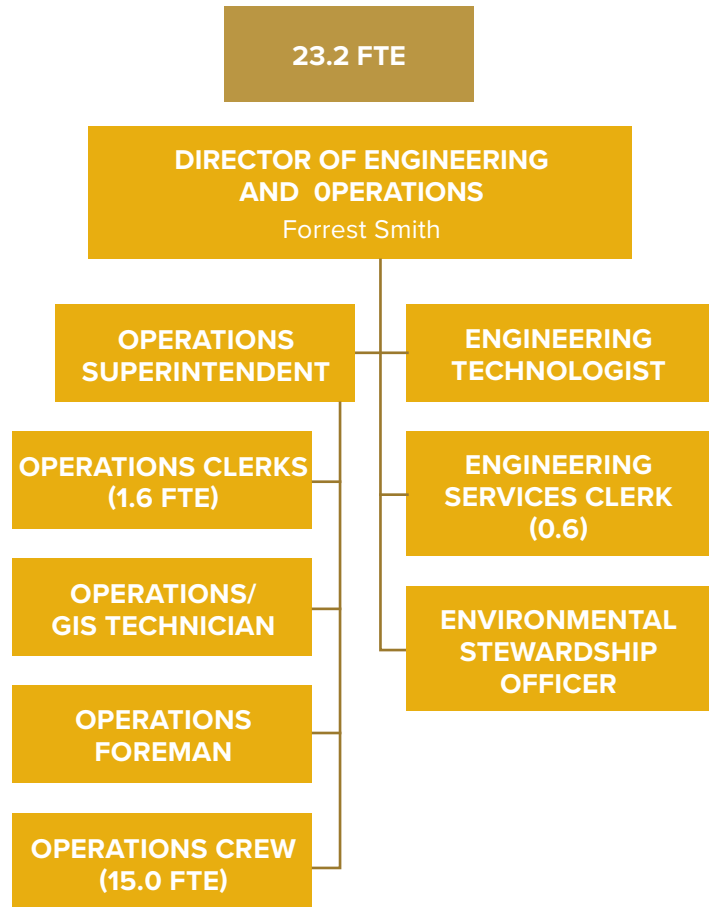 23.2 FTE
DIRECTOR OF ENGINEERING
AND 0PERATIONS
Forrest Smith
OPERATIONS
SUPERINTENDENT
ENGINEERING
TECHNOLOGIST
OPERATIONS CLERKS
(1.6 FTE)
ENGINEERING
SERVICES CLERK
(0.6)
OPERATIONS/
GIS TECHNICIAN
ENVIRONMENTAL
STEWARDSHIP
OFFICER
OPERATIONS
FOREMAN
OPERATIONS CREW
(15.0 FTE)